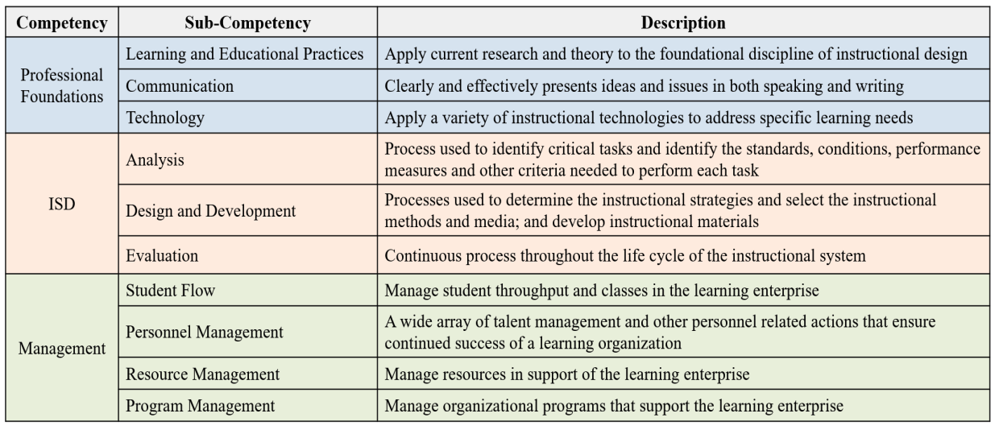 Competency Sub-Competency Description
Professional Foundations
Learning and Educational Practices Apply current research and theory to the foundational discipline of instructional design
Communication Clearly and effectively presents ideas and issues in both speaking and writing
Technology Apply a variety of instructional technologies to address specific learning needs
ISD
Analysis Process used to identify critical tasks and identify the standards, conditions, performance
measures and other criteria needed to perform each task
Design and Development Processes used to determine the instructional strategies and select the instructional
methods and media; and develop instructional materials
Evaluation Continuous process throughout the life cycle of the instructional system
Management
Student Flow Manage student throughput and classes in the learning enterprise
Personnel Management A wide array of talent management and other personnel related actions that ensure
continued success of a learning organization
Resource Management Manage resources in support of the learning enterprise
Program Management Manage organizational programs that support the learning enterprise